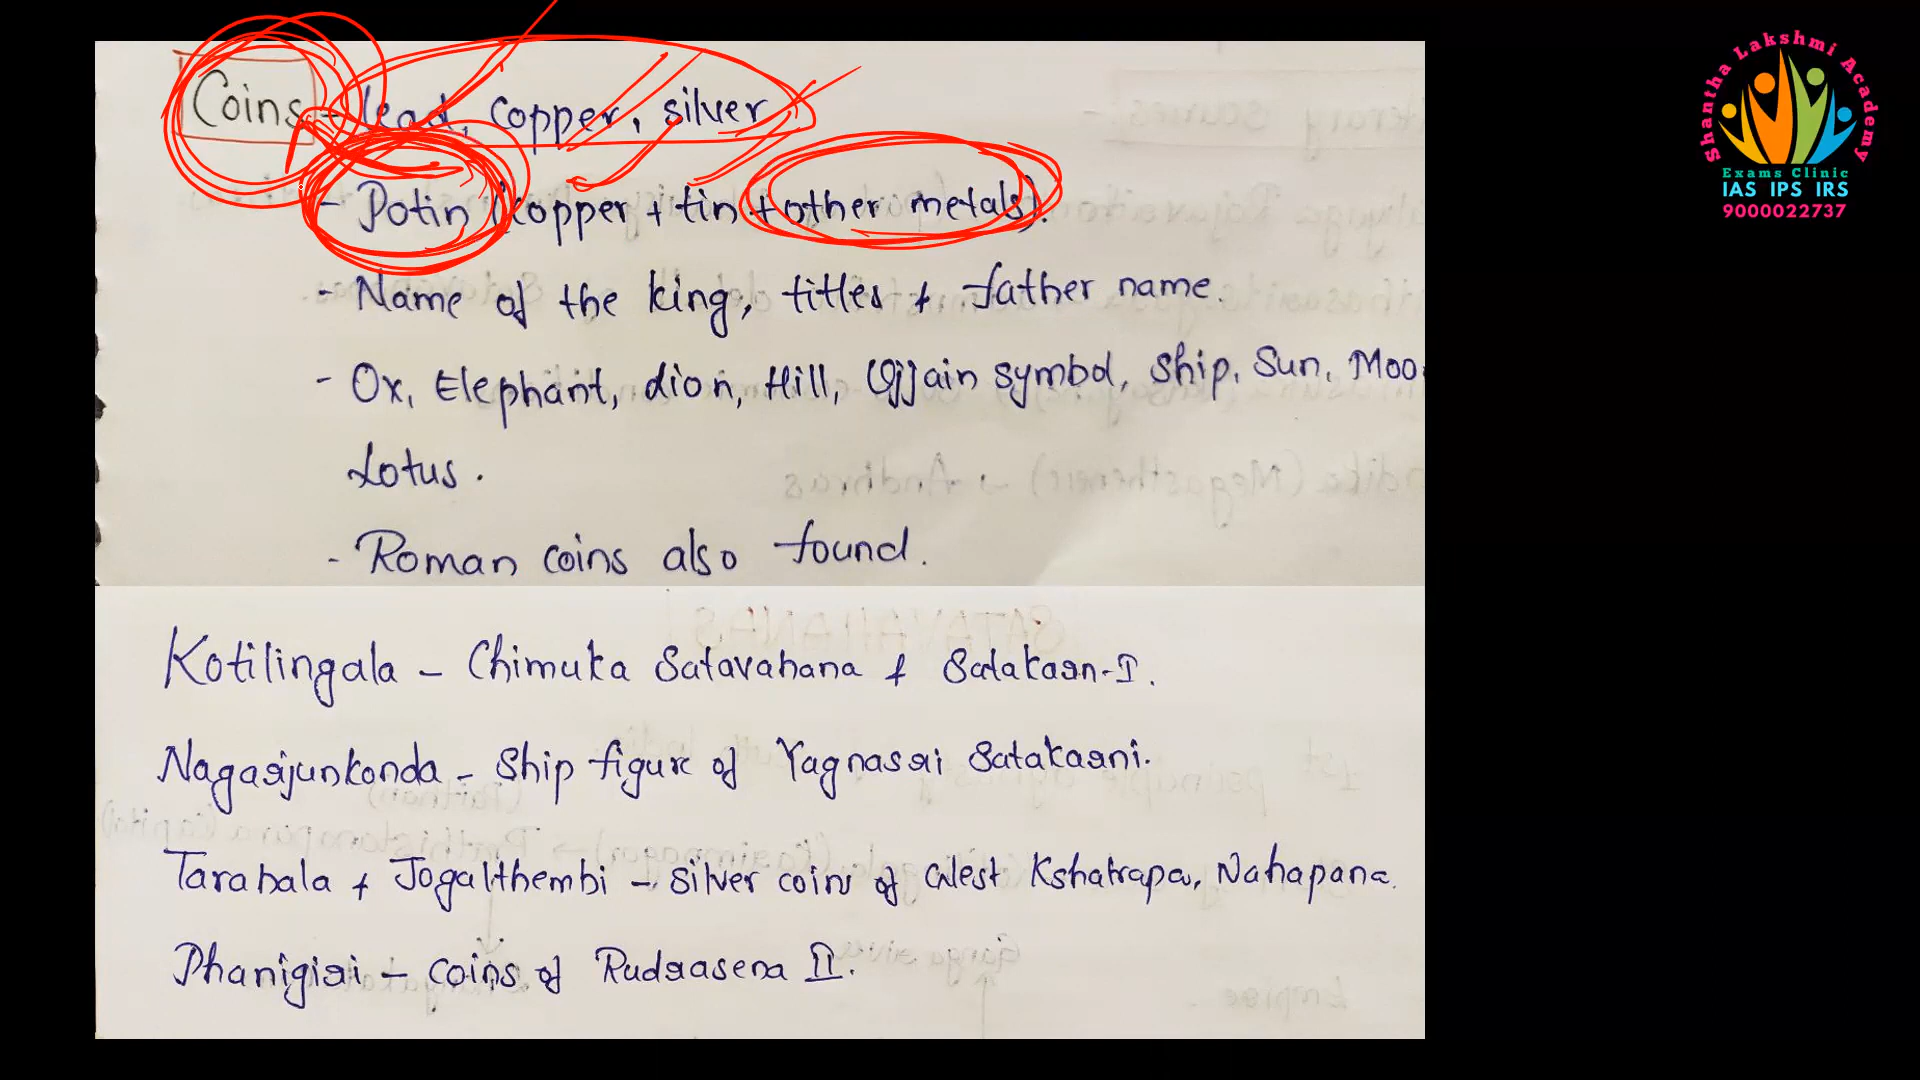 Coins - lead, copper, silver
- Potin (copper + tin + other metals).
- Name of the king, titles + father name.
- Ox, Elephant, Lion, Hill, Ujjain symbol, Ship, Sun, Moo
Lotus.
- Roman coins also found.
Kotilingala - Chimuka Satavahana + Satakarn-I.
Nagarjunkonda - Ship figure of Yagnasri Satakarni.
Tarahala + Jogalthembi - silver coins of West Kshatrapa, Nahapana.
Phanigiri - coins of Rudrasena II.
Shantha Lakshmi Academy
Exams Clinic
IAS IPS IRS
9000022737